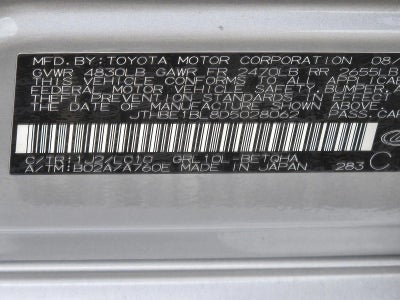 MFD. BY: TOYOTA MOTOR CORPORATION 08/
GVWR 4830LB GAWR FR 2470LB RR 2655LB
THIS VEHICLE CONFORMS TO ALL APPLICABLE
FEDERAL MOTOR VEHICLE SAFETY, BUMPER, A
THEFT PREVENTION STANDARDS IN EFFECT
THE DATE OF MANUFACTURE SHOWN ABOVE.
JTHBE1BL8D5028062 PASS. CAR
C/TR: 1J2/LC10 GRL10L-BETQHA
A/TM: B02A/A760E MADE IN JAPAN 283 C